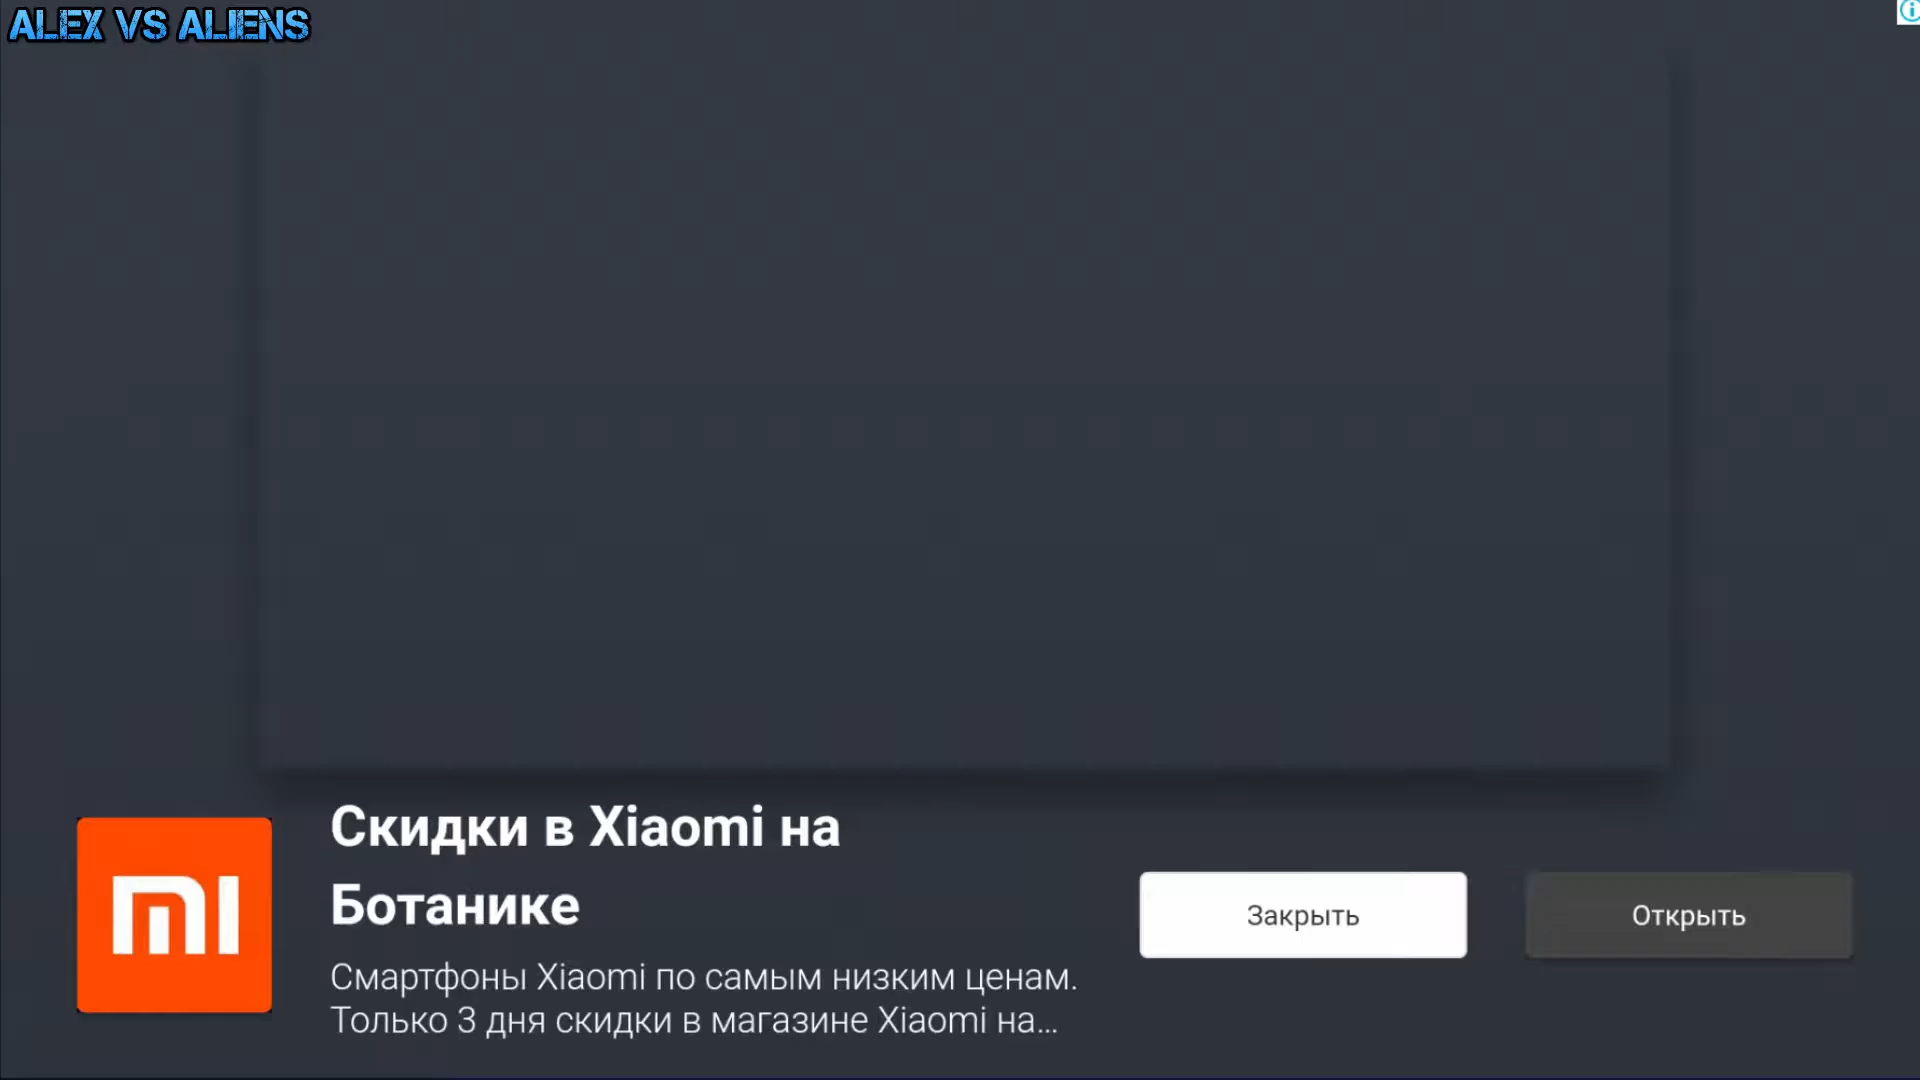 ALEX VS ALIENS
Скидки в Xiaomi на
Ботанике
Смартфоны Xiaomi по самым низким ценам.
Только 3 дня скидки в магазине Xiaomi на...
Закрыть
Открыть